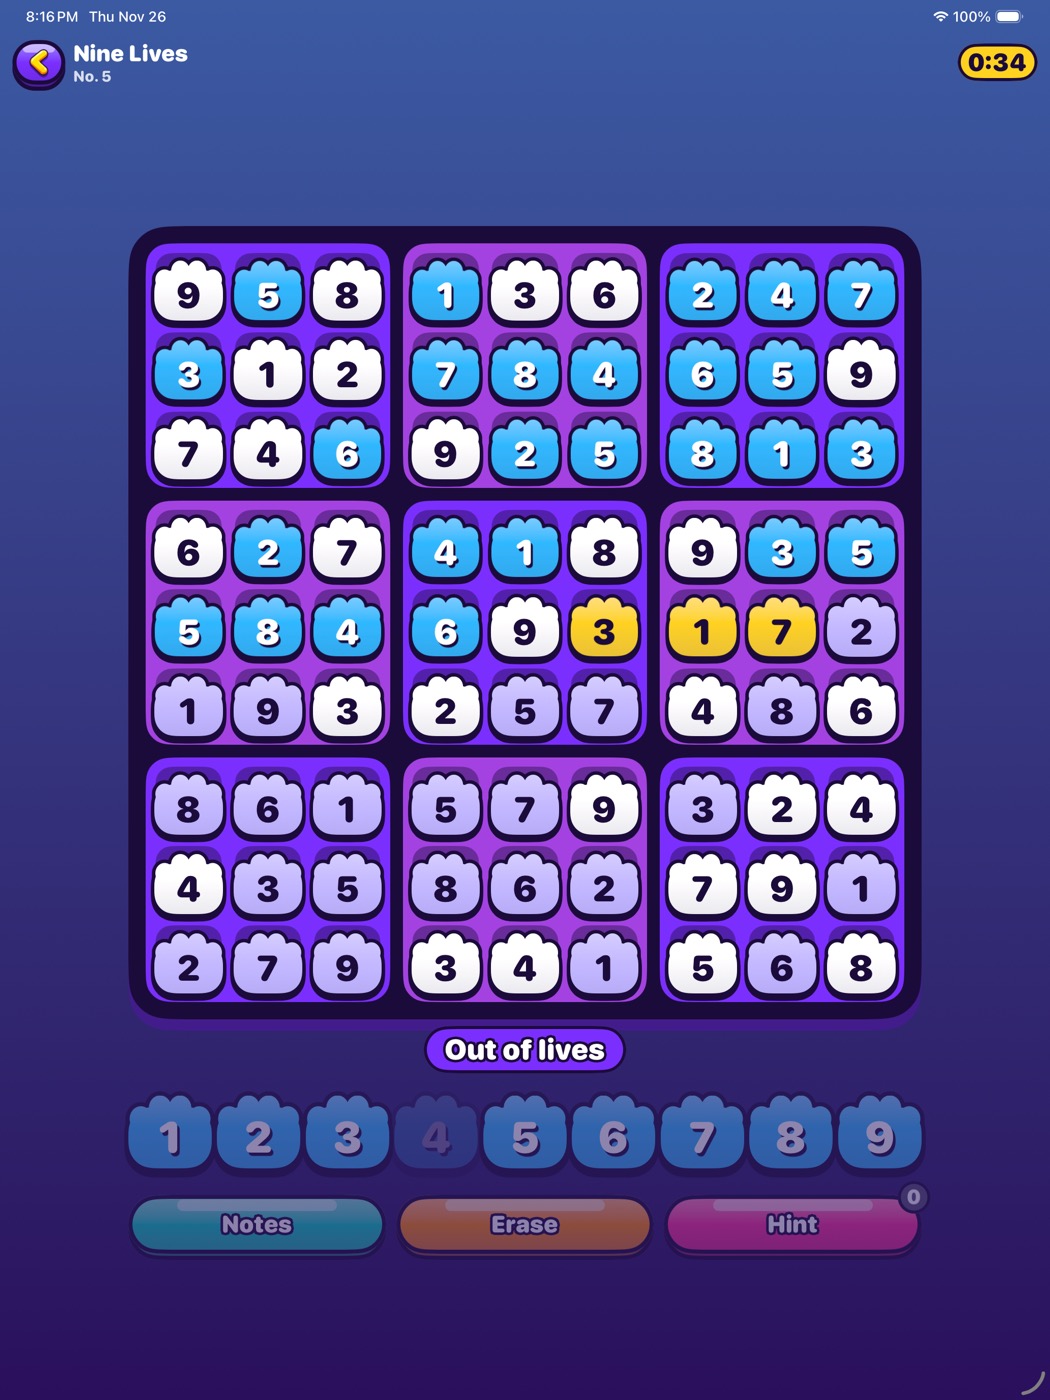 8:16 PM Thu Nov 26 100%
Nine Lives
No. 5
0:34
9 5 8 1 3 6 2 4 7
3 1 2 7 8 4 6 5 9
7 4 6 9 2 5 8 1 3
6 2 7 4 1 8 9 3 5
5 8 4 6 9 3 1 7 2
1 9 3 2 5 7 4 8 6
8 6 1 5 7 9 3 2 4
4 3 5 8 6 2 7 9 1
2 7 9 3 4 1 5 6 8
Out of lives
1 2 3 4 5 6 7 8 9
0
Notes Erase Hint